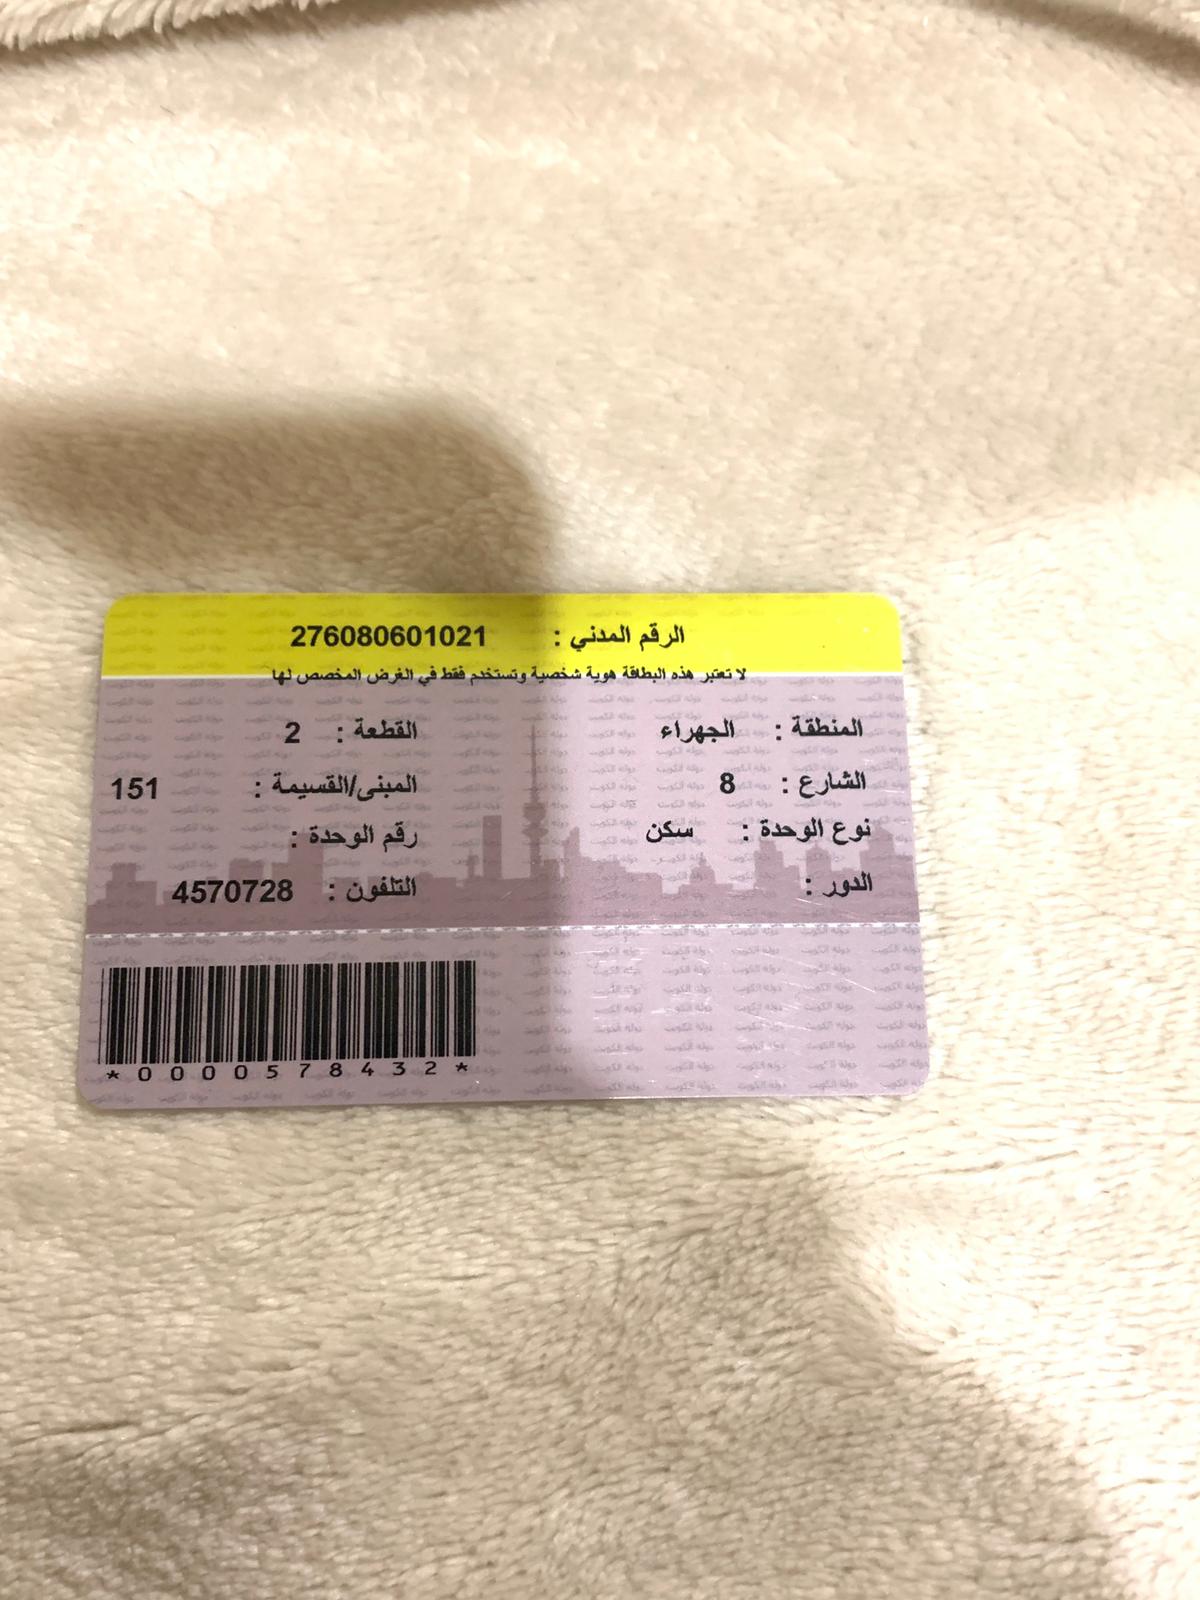 الرقم المدني : 276080601021
لا تعتبر هذه البطاقة هوية شخصية وتستخدم فقط في الغرض المخصص لها
المنطقة : الجهراء القطعة : 2
الشارع : 8 المبنى/القسيمة : 151
نوع الوحدة : سكن رقم الوحدة :
الدور : التلفون : 4570728
*0000578432*